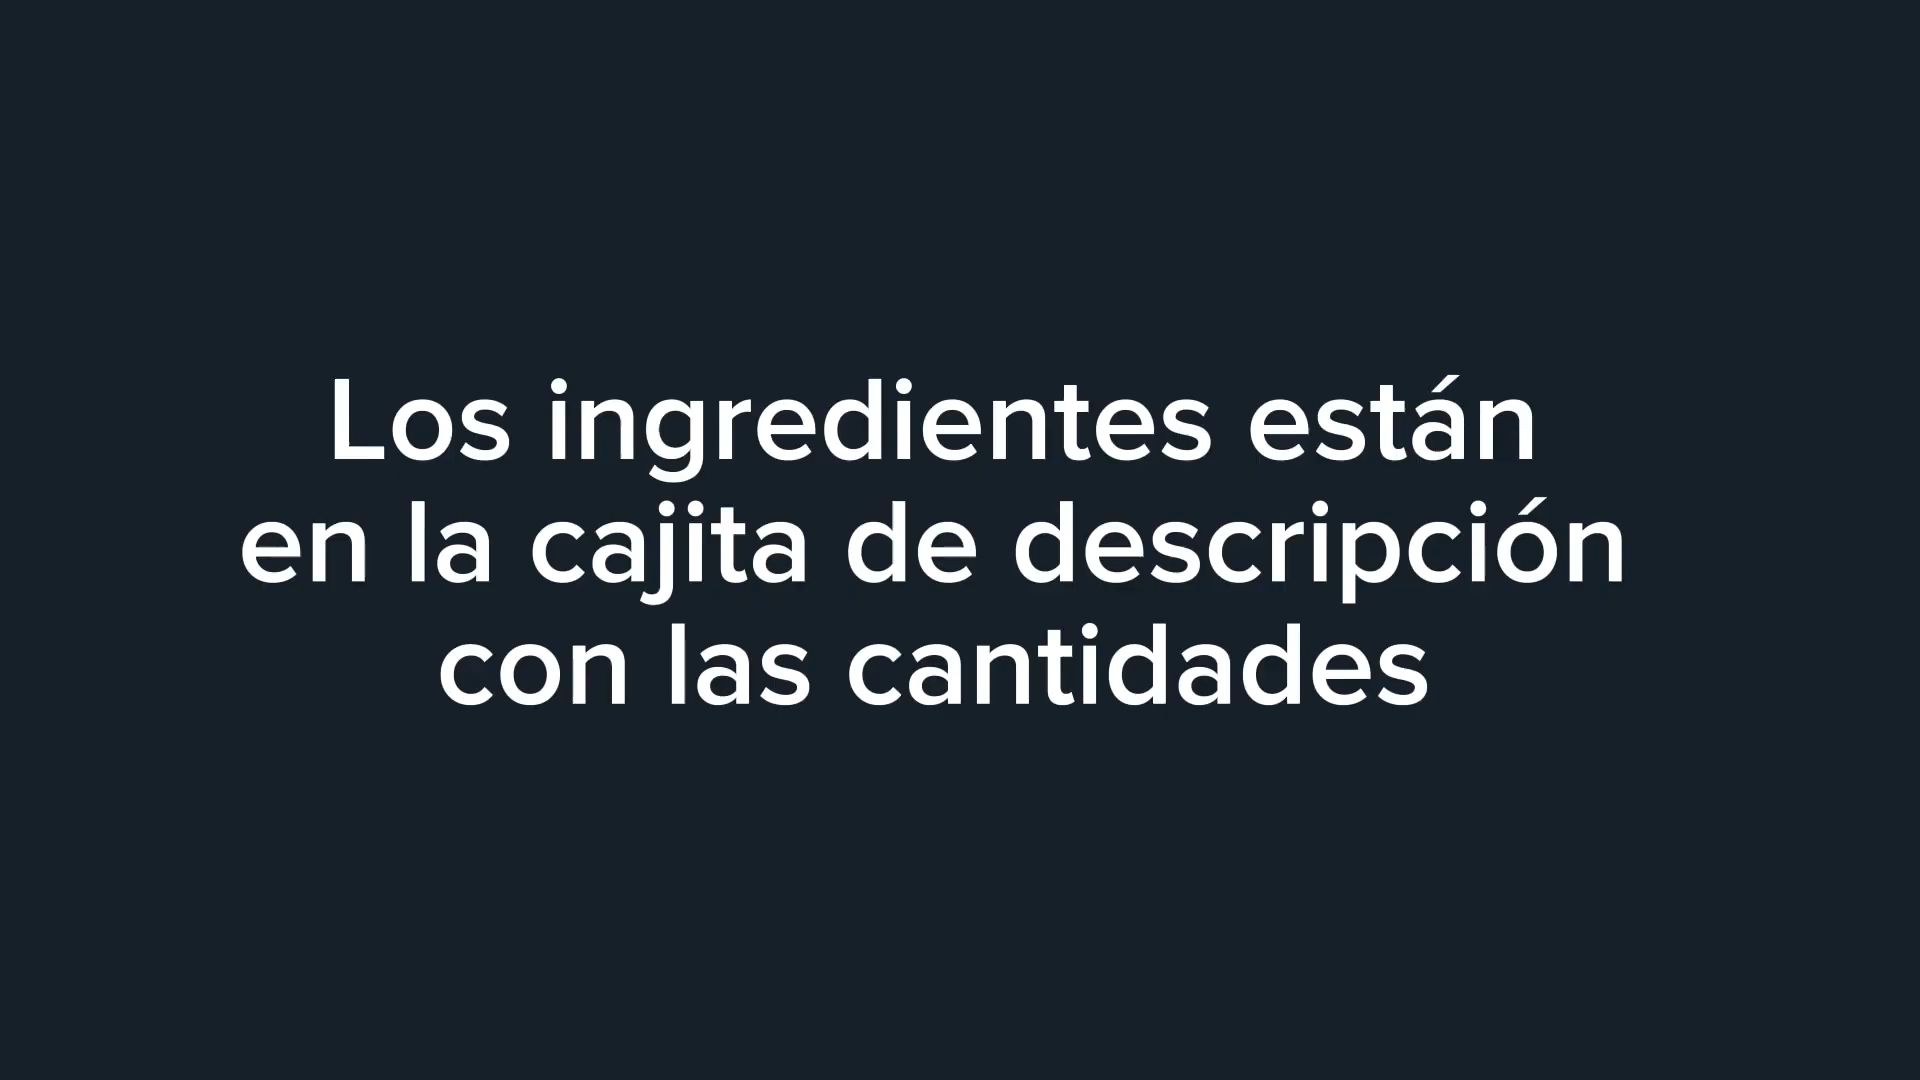 Los ingredientes están
en la cajita de descripción
con las cantidades